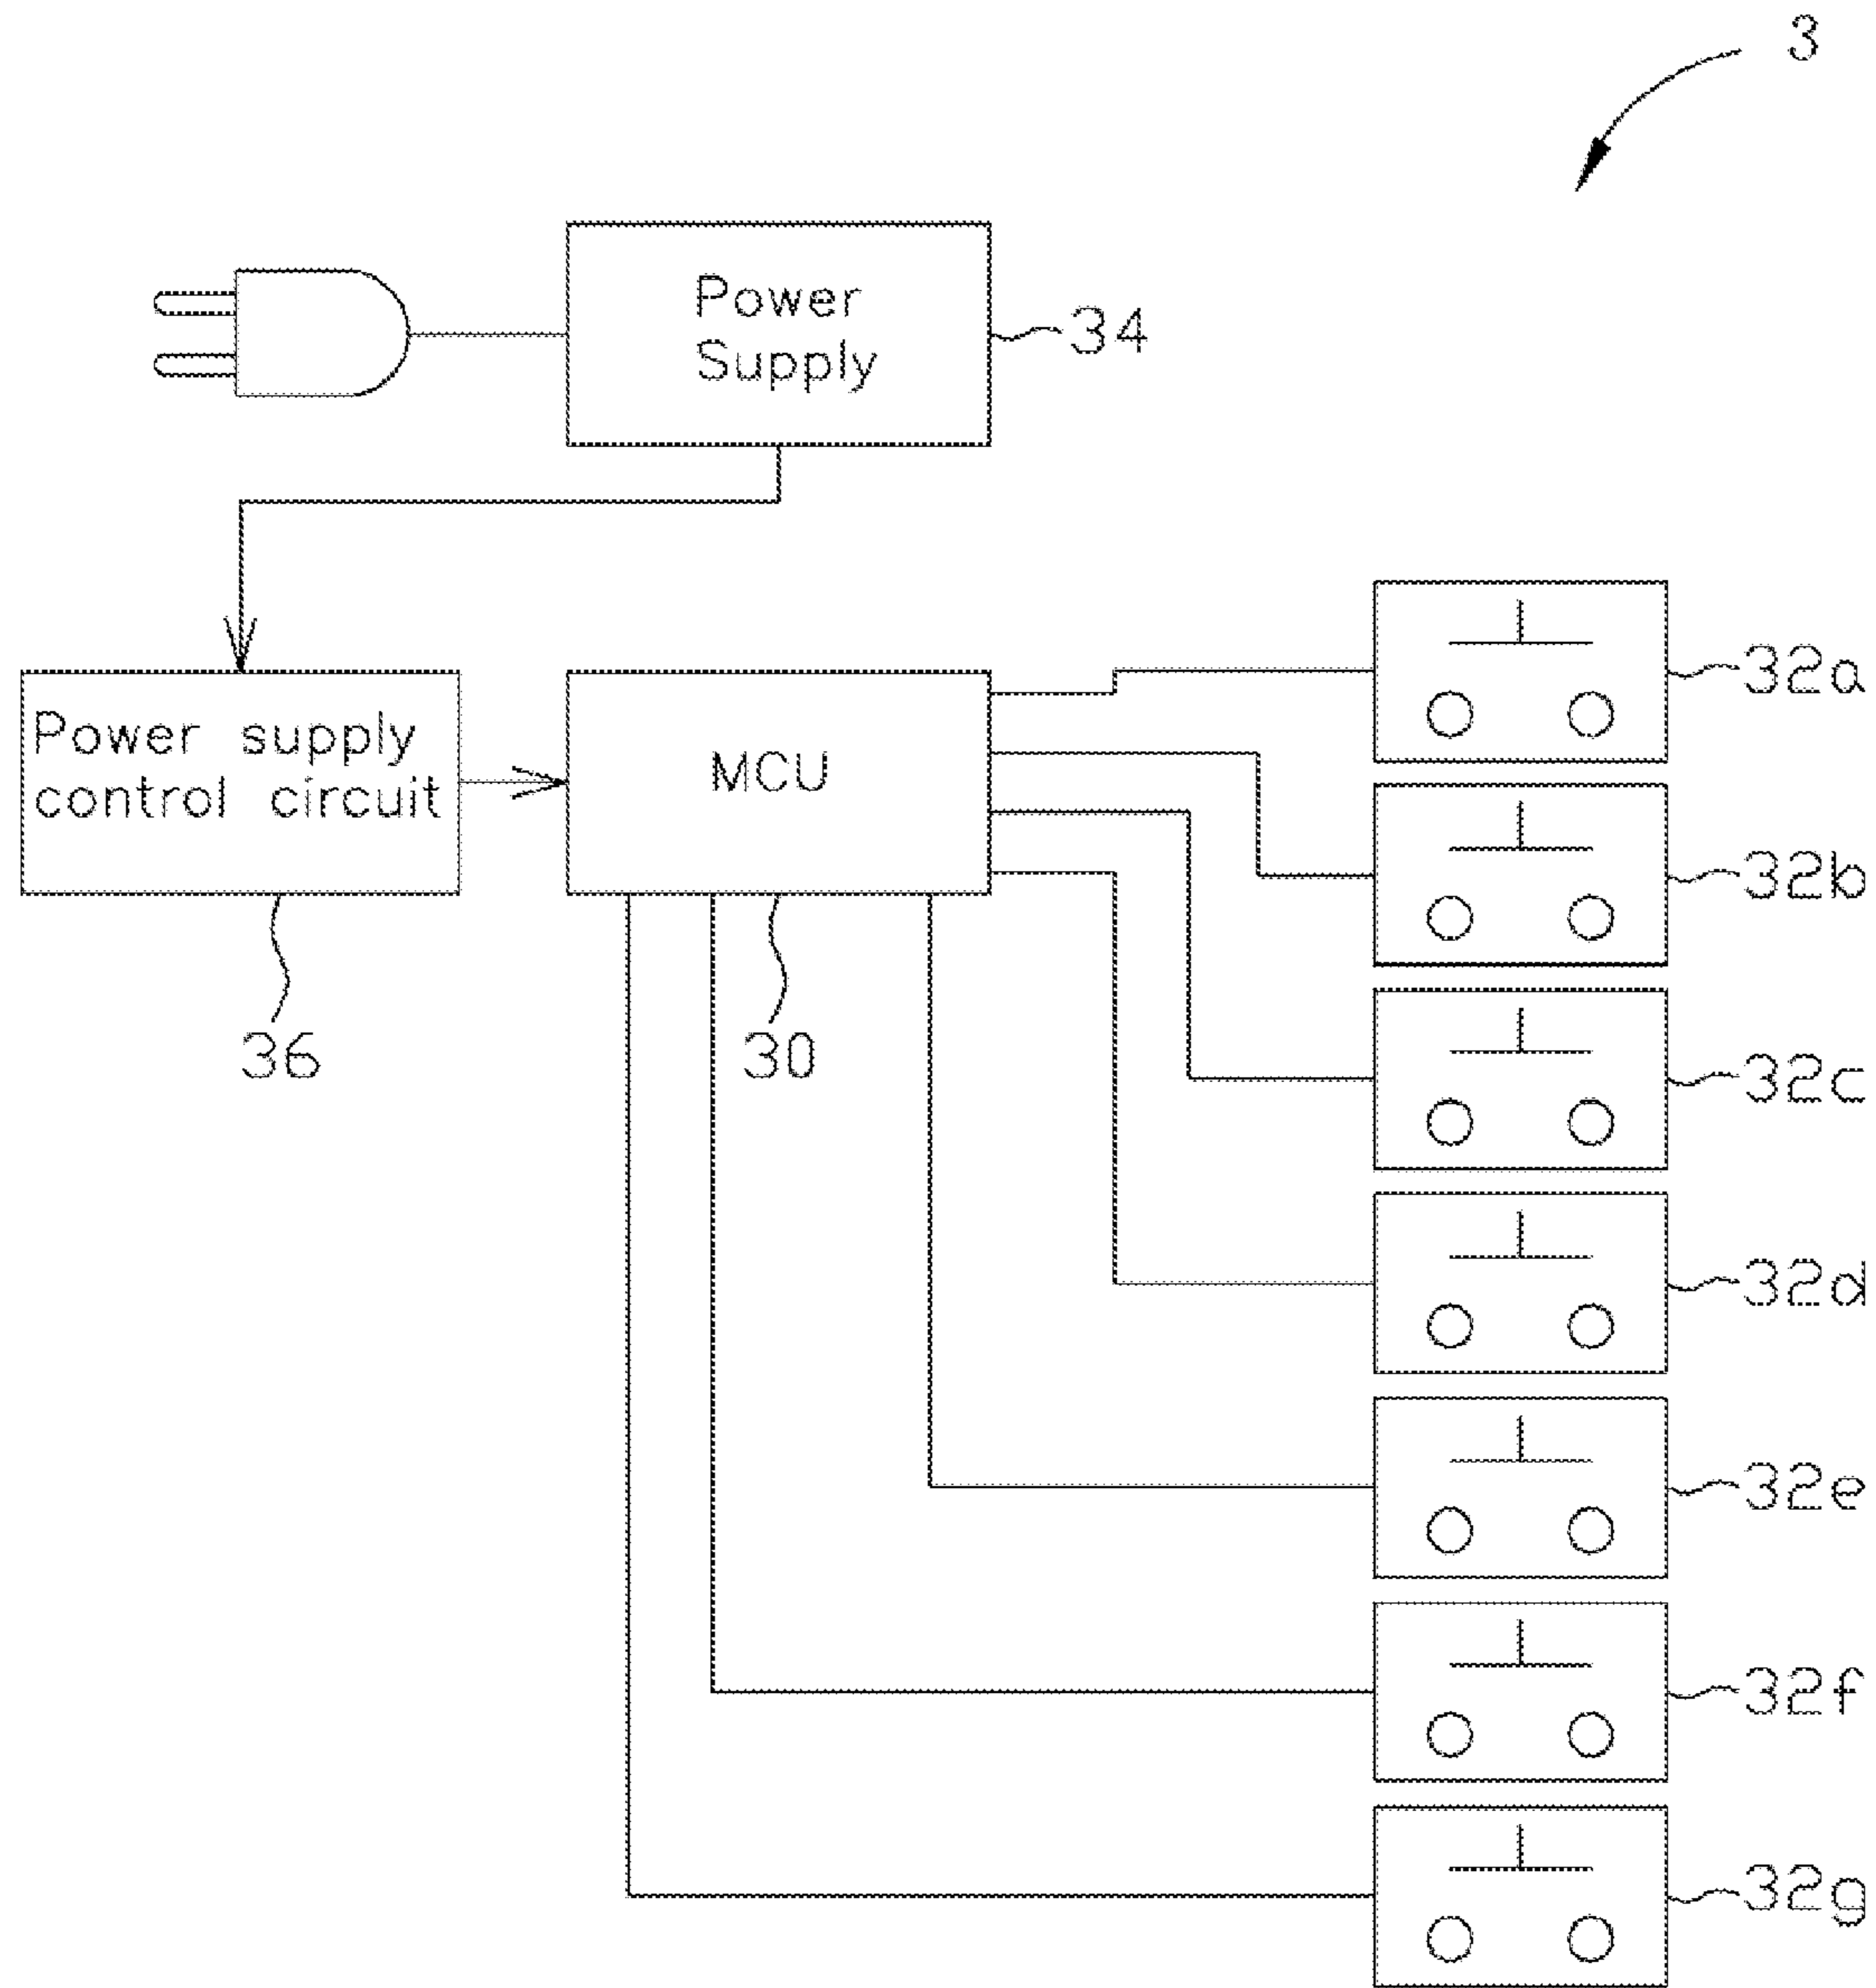 3
Power
Supply
34
32a
Power supply
control circuit
MCU
32b
36
30
32c
32d
32e
32f
32g